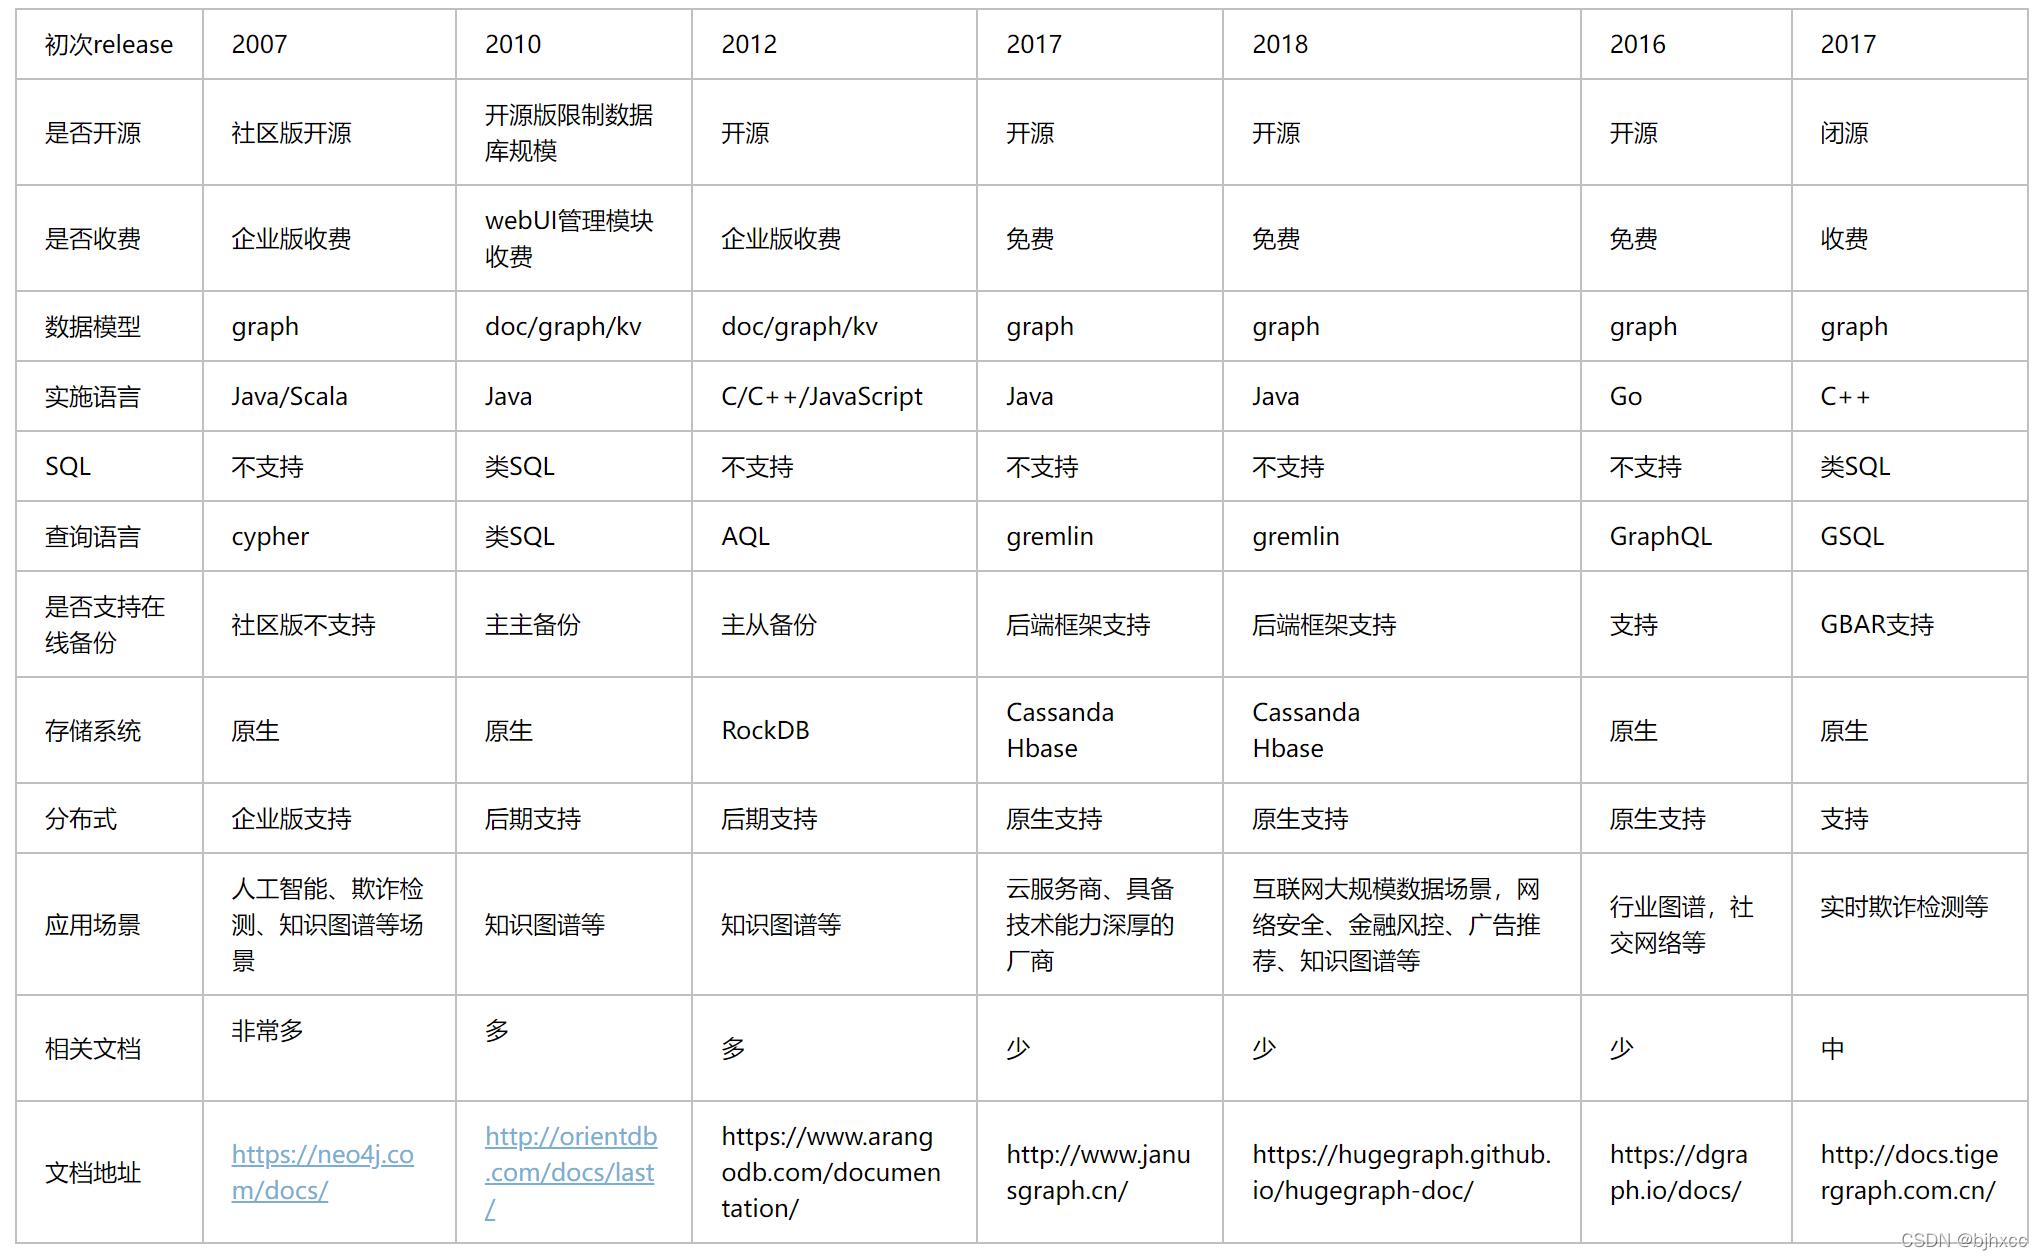 初次release 2007 2010 2012 2017 2018 2016 2017
是否开源 社区版开源 开源版限制数据
库规模 开源 开源 开源 开源 闭源
是否收费 企业版收费 webUI管理模块
收费 企业版收费 免费 免费 免费 收费
数据模型 graph doc/graph/kv doc/graph/kv graph graph graph graph
实施语言 Java/Scala Java C/C++/JavaScript Java Java Go C++
SQL 不支持 类SQL 不支持 不支持 不支持 不支持 类SQL
查询语言 cypher 类SQL AQL gremlin gremlin GraphQL GSQL
是否支持在
线备份 社区版不支持 主主备份 主从备份 后端框架支持 后端框架支持 支持 GBAR支持
存储系统 原生 原生 RockDB Cassanda
Hbase Cassanda
Hbase 原生 原生
分布式 企业版支持 后期支持 后期支持 原生支持 原生支持 原生支持 支持
应用场景 人工智能、欺诈检
测、知识图谱等场
景 知识图谱等 知识图谱等 云服务商、具备
技术能力深厚的
厂商 互联网大规模数据场景，网
络安全、金融风控、广告推
荐、知识图谱等 行业图谱，社
交网络等 实时欺诈检测等
相关文档 非常多 多 多 少 少 少 中
文档地址 https://neo4j.co
m/docs/ http://orientdb
.com/docs/last
/ https://www.arang
odb.com/documen
tation/ http://www.janu
sgraph.cn/ https://hugegraph.github.
io/hugegraph-doc/ https://dgra
ph.io/docs/ http://docs.tige
rgraph.com.cn/
CSDN @bjhxcc